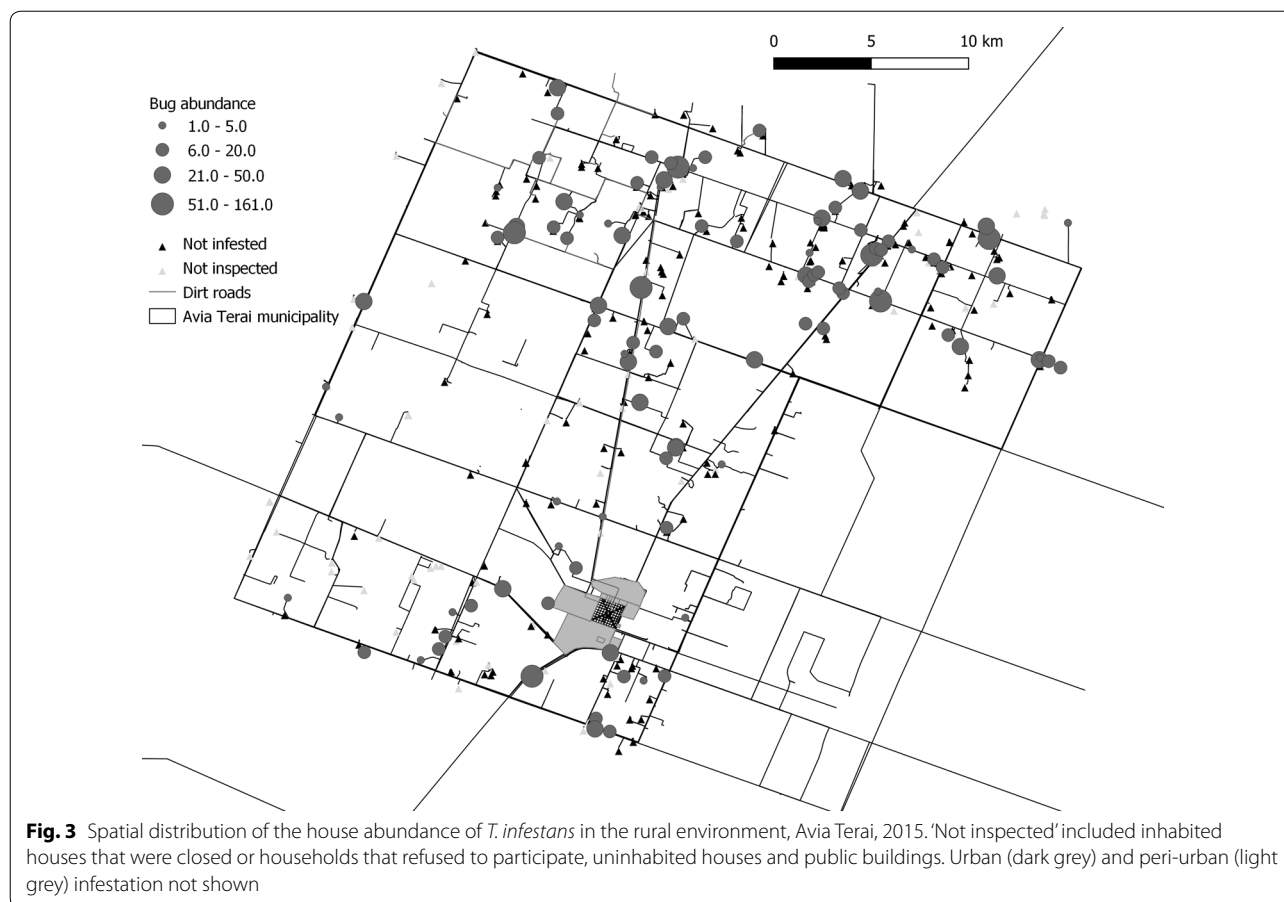 0 5 10 km
Bug abundance
1.0 - 5.0
6.0 - 20.0
21.0 - 50.0
51.0 - 161.0
Not infested
Not inspected
Dirt roads
Avia Terai municipality
Fig. 3 Spatial distribution of the house abundance of T. infestans in the rural environment, Avia Terai, 2015. ‘Not inspected’ included inhabited
houses that were closed or households that refused to participate, uninhabited houses and public buildings. Urban (dark grey) and peri-urban (light
grey) infestation not shown